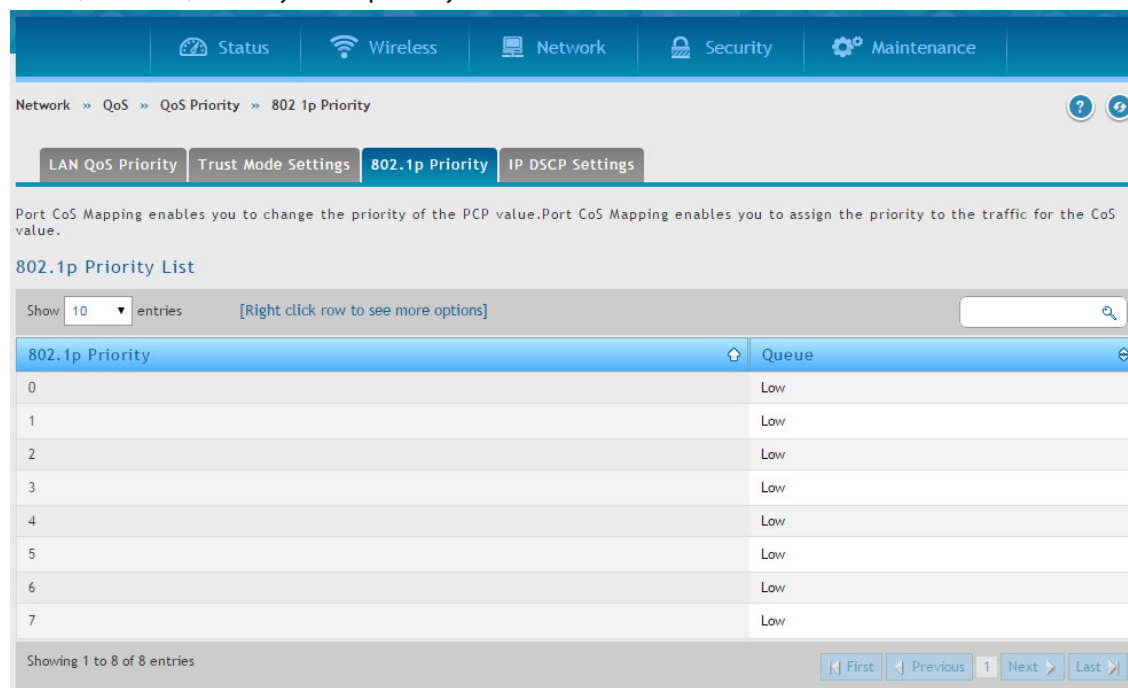 Status Wireless Network Security Maintenance
Network » QoS » QoS Priority » 802 1p Priority
LAN QoS Priority Trust Mode Settings 802.1p Priority IP DSCP Settings
Port CoS Mapping enables you to change the priority of the PCP value.Port CoS Mapping enables you to assign the priority to the traffic for the CoS
value.
802.1p Priority List
Show 10 entries [Right click row to see more options]
802.1p Priority Queue
0 Low
1 Low
2 Low
3 Low
4 Low
5 Low
6 Low
7 Low
Showing 1 to 8 of 8 entries First Previous 1 Next Last